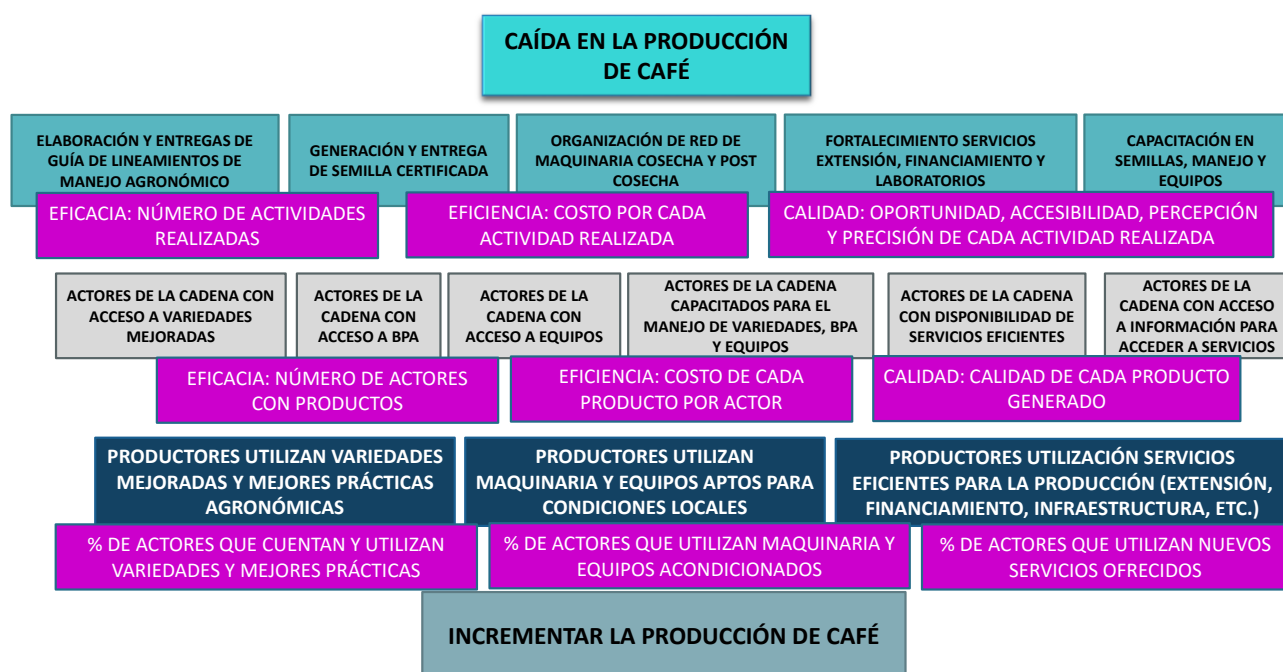 CAÍDA EN LA PRODUCCIÓN
DE CAFÉ
ELABORACIÓN Y ENTREGAS DE
GUÍA DE LINEAMIENTOS DE
MANEJO AGRONÓMICO
GENERACIÓN Y ENTREGA
DE SEMILLA CERTIFICADA
ORGANIZACIÓN DE RED DE
MAQUINARIA COSECHA Y POST
COSECHA
FORTALECIMIENTO SERVICIOS
EXTENSIÓN, FINANCIAMIENTO Y
LABORATORIOS
CAPACITACIÓN EN
SEMILLAS, MANEJO Y
EQUIPOS
EFICACIA: NÚMERO DE ACTIVIDADES
REALIZADAS
EFICIENCIA: COSTO POR CADA
ACTIVIDAD REALIZADA
CALIDAD: OPORTUNIDAD, ACCESIBILIDAD, PERCEPCIÓN
Y PRECISIÓN DE CADA ACTIVIDAD REALIZADA
ACTORES DE LA CADENA CON
ACCESO A VARIEDADES
MEJORADAS
ACTORES DE LA
CADENA CON
ACCESO A BPA
ACTORES DE LA
CADENA CON
ACCESO A EQUIPOS
ACTORES DE LA CADENA
CAPACITADOS PARA EL
MANEJO DE VARIEDADES, BPA
Y EQUIPOS
ACTORES DE LA CADENA
CON DISPONIBILIDAD DE
SERVICIOS EFICIENTES
ACTORES DE LA
CADENA CON ACCESO
A INFORMACIÓN PARA
ACCEDER A SERVICIOS
EFICACIA: NÚMERO DE ACTORES
CON PRODUCTOS
EFICIENCIA: COSTO DE CADA
PRODUCTO POR ACTOR
CALIDAD: CALIDAD DE CADA PRODUCTO
GENERADO
PRODUCTORES UTILIZAN VARIEDADES
MEJORADAS Y MEJORES PRÁCTICAS
AGRONÓMICAS
PRODUCTORES UTILIZAN
MAQUINARIA Y EQUIPOS APTOS PARA
CONDICIONES LOCALES
PRODUCTORES UTILIZACIÓN SERVICIOS
EFICIENTES PARA LA PRODUCCIÓN (EXTENSIÓN,
FINANCIAMIENTO, INFRAESTRUCTURA, ETC.)
% DE ACTORES QUE CUENTAN Y UTILIZAN
VARIEDADES Y MEJORES PRÁCTICAS
% DE ACTORES QUE UTILIZAN MAQUINARIA Y
EQUIPOS ACONDICIONADOS
% DE ACTORES QUE UTILIZAN NUEVOS
SERVICIOS OFRECIDOS
INCREMENTAR LA PRODUCCIÓN DE CAFÉ